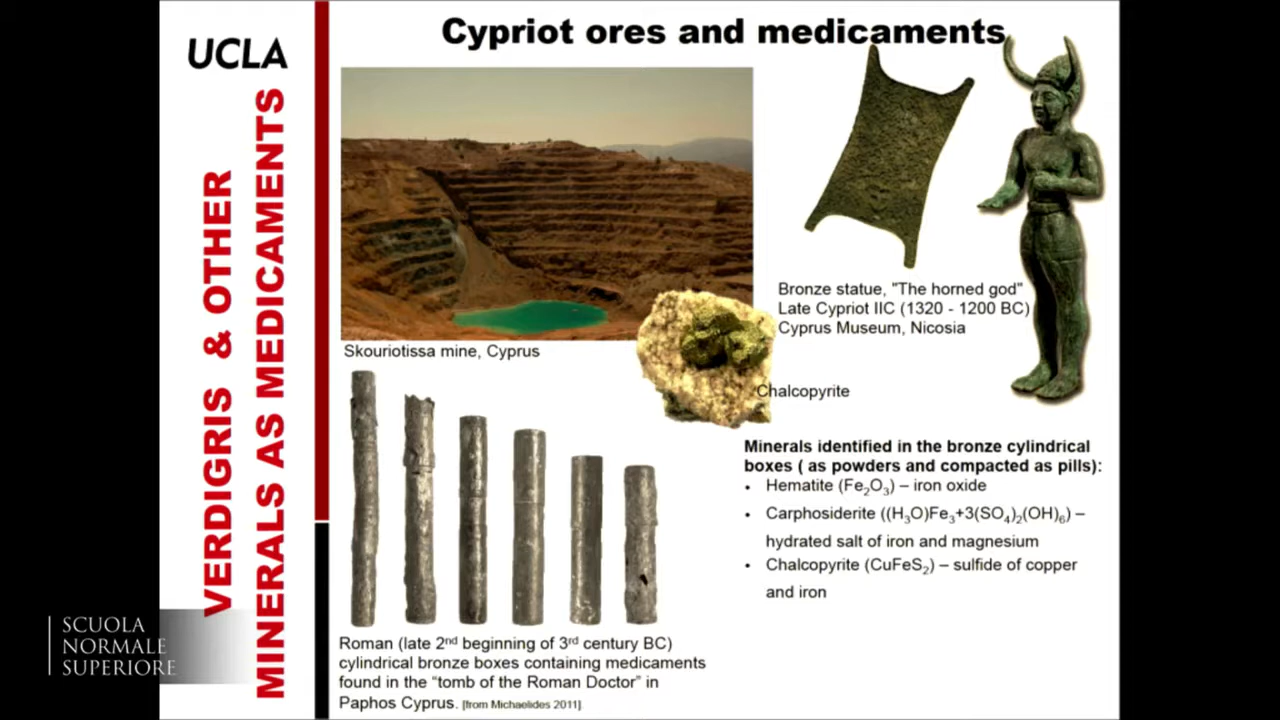 Cypriot ores and medicaments
UCLA
VERDIGRIS & OTHER
MINERALS AS MEDICAMENTS
Skouriotissa mine, Cyprus
Bronze statue, "The horned god"
Late Cypriot IIC (1320 - 1200 BC)
Cyprus Museum, Nicosia
Chalcopyrite
Minerals identified in the bronze cylindrical
boxes ( as powders and compacted as pills):
• Hematite (Fe₂O₃) – iron oxide
• Carphosiderite ((H₃O)Fe₃+3(SO₄)₂(OH)₆) –
hydrated salt of iron and magnesium
• Chalcopyrite (CuFeS₂) – sulfide of copper
and iron
Roman (late 2ⁿᵈ beginning of 3ʳᵈ century BC)
cylindrical bronze boxes containing medicaments
found in the “tomb of the Roman Doctor” in
Paphos Cyprus. [from Michaelides 2011].
SCUOLA
NORMALE
SUPERIORE